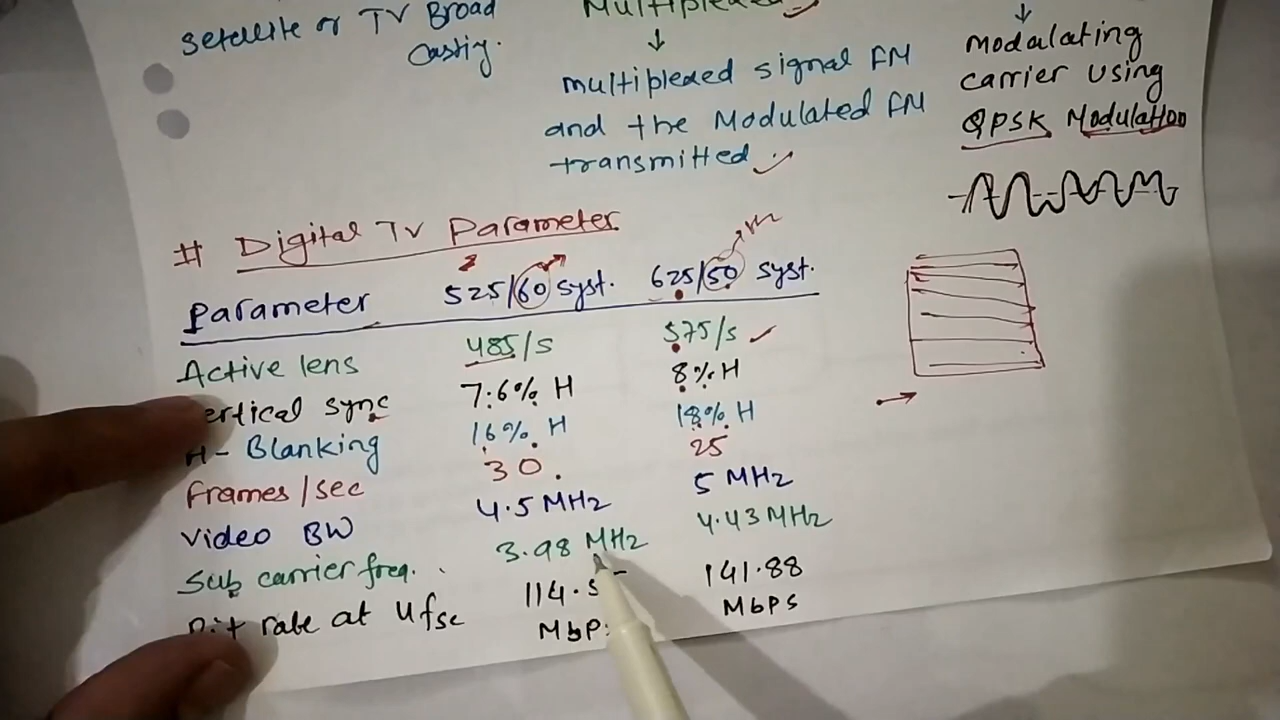 Setellite or TV Broad
Casting.
Multiplexed
multiplexed signal FM
and the Modulated FM
transmitted
Modalating
carrier using
QPSK Modulation
# Digital TV Parameter
Parameter 525/60 syst. 625/50 syst.
Active lens 485/s 575/s
ertical sync 7.6% H 8% H
H- Blanking 16% H 18% H
Frames/sec 30 25
Video BW 4.5 MHz 5 MHz
Sub carrier freq. 3.98 MHz 4.43 MHz
rate at 4fsc 114.5 141.88
MbP MbPS